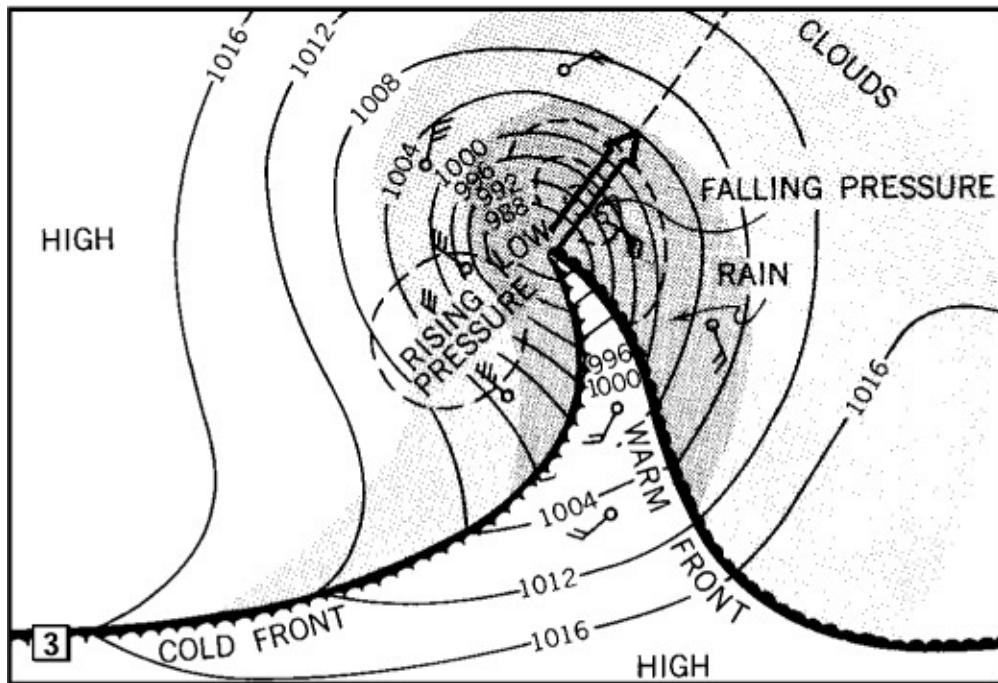 1016
1012
1008
1004
1000
996
992
988
CLOUDS
FALLING PRESSURE
HIGH
LOW
RAIN
RISING
PRESSURE
996
1000
1016
WARM FRONT
1004
1012
1016
COLD FRONT
3
HIGH